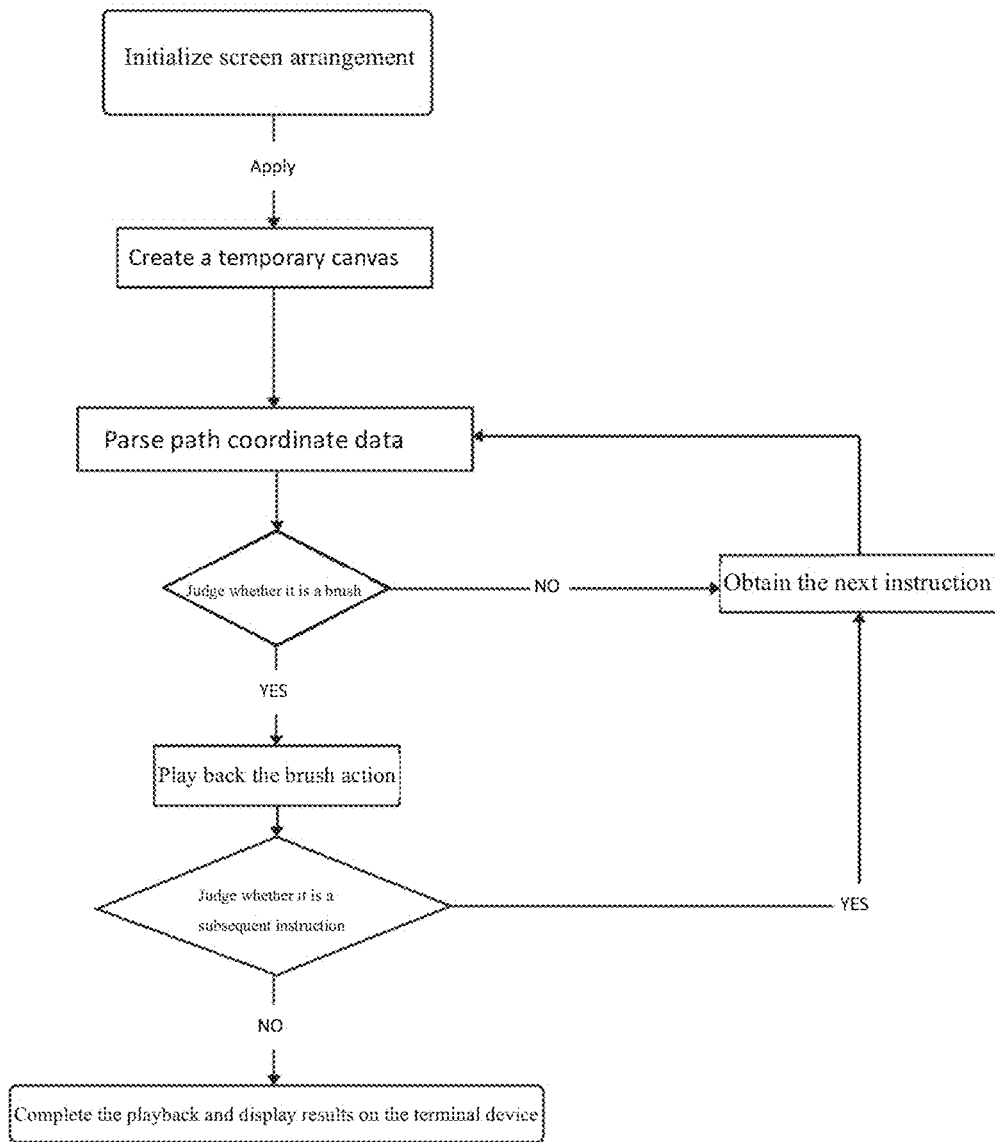 Initialize screen arrangement
Apply
Create a temporary canvas
Parse path coordinate data
Judge whether it is a brush
NO
Obtain the next instruction
YES
Play back the brush action
Judge whether it is a
subsequent instruction
YES
NO
Complete the playback and display results on the terminal device